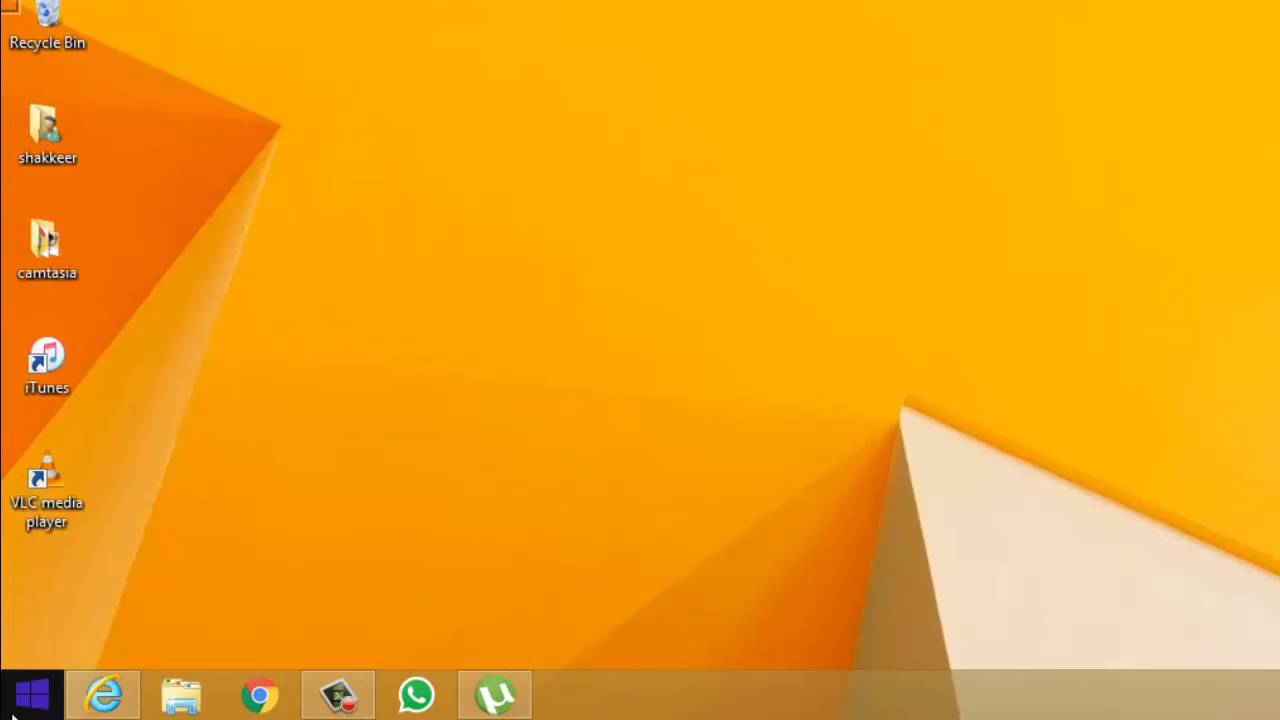 Recycle Bin
shakkeer
camtasia
iTunes
VLC media
player